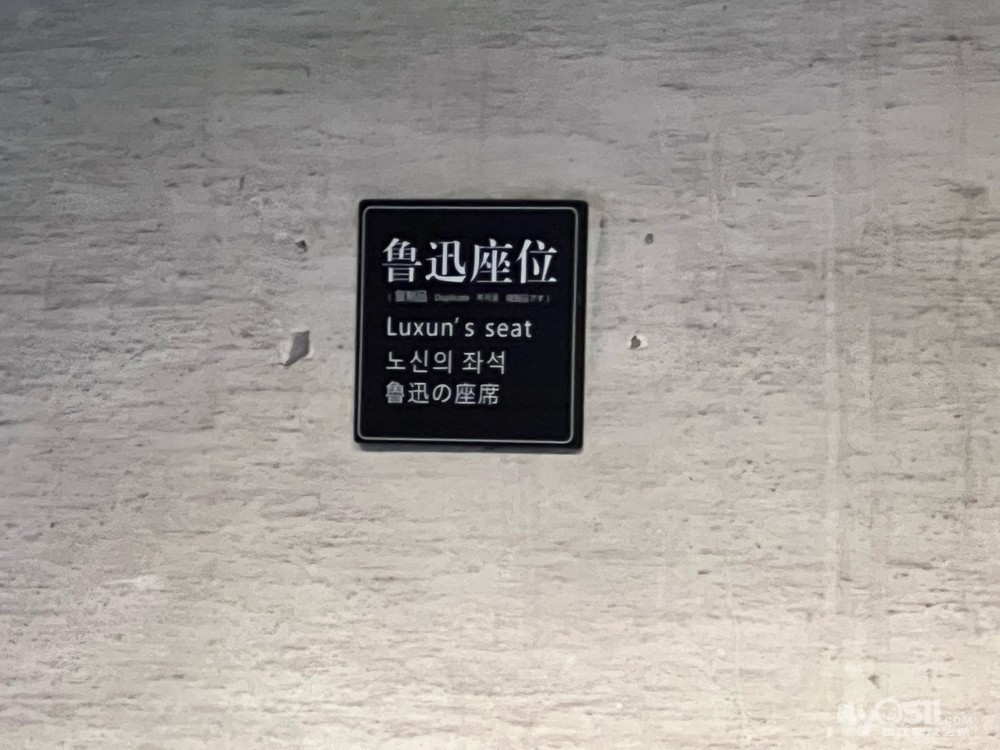 鲁迅座位
Duplicate
Luxun's seat
노신의 좌석
鲁迅の座席